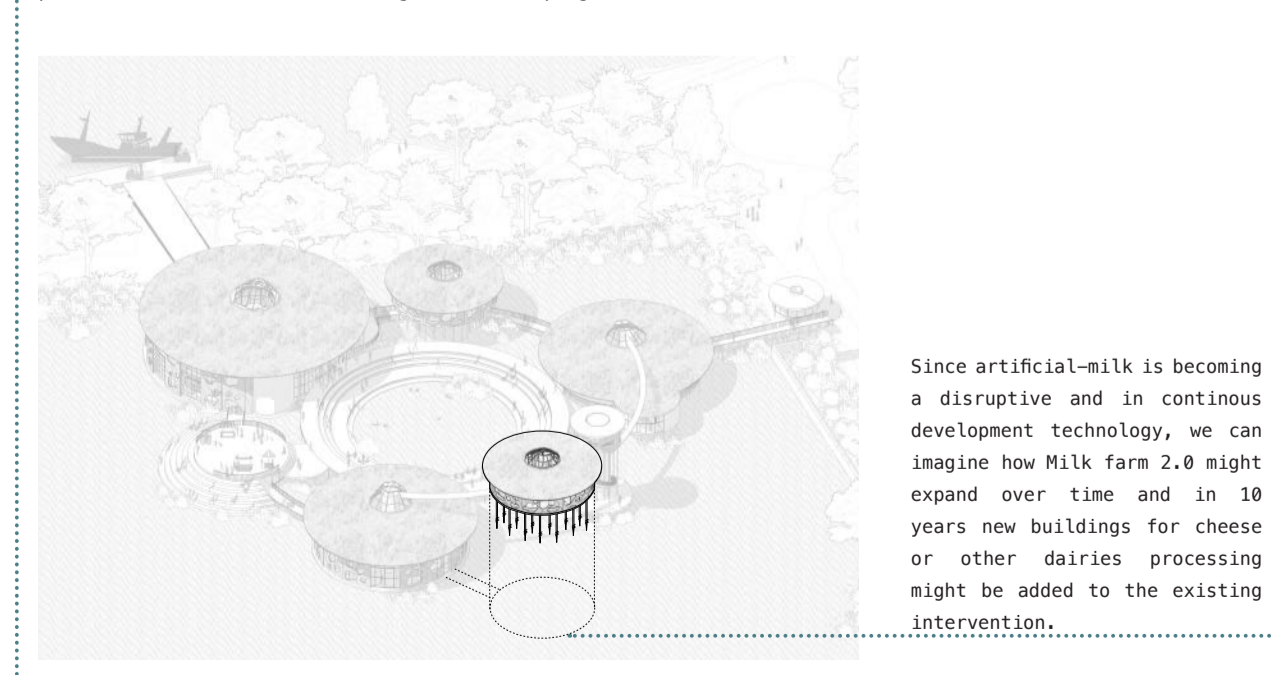 Since artificial-milk is becoming
a disruptive and in continous
development technology, we can
imagine how Milk farm 2.0 might
expand over time and in 10
years new buildings for cheese
or other dairies processing
might be added to the existing
intervention.